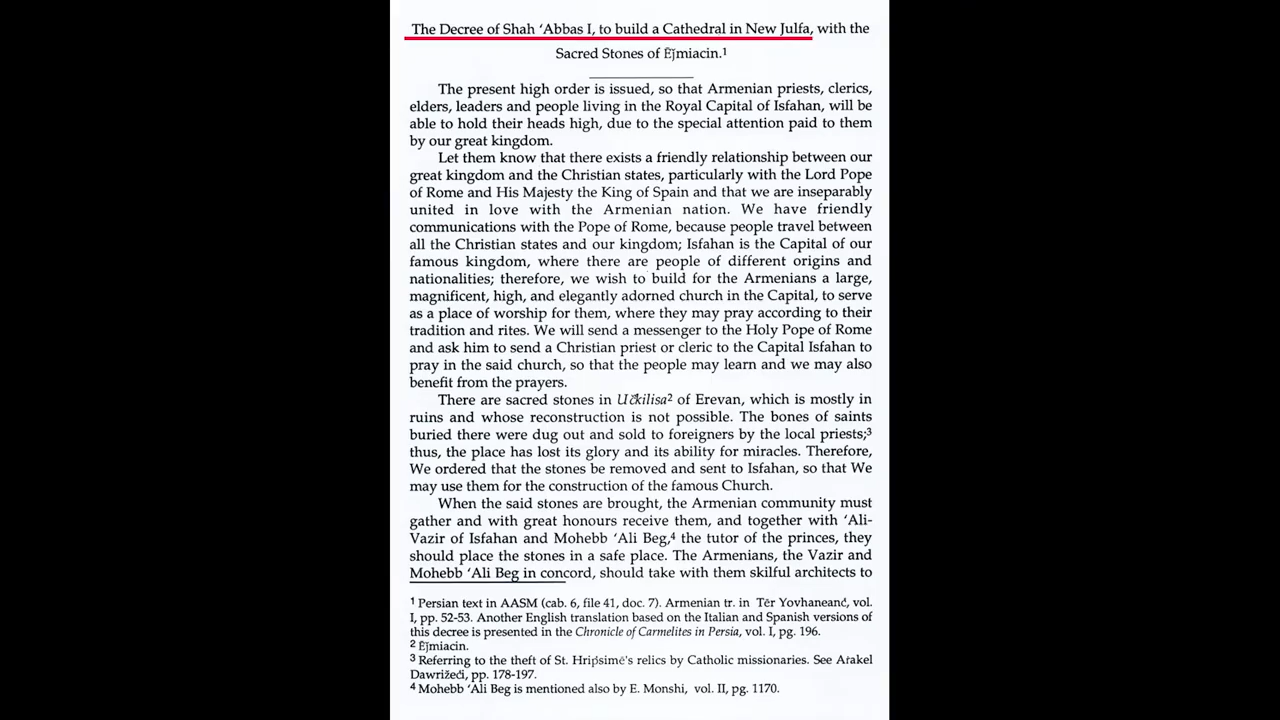 The Decree of Shah ‘Abbas I, to build a Cathedral in New Julfa, with the
Sacred Stones of Ējmiacin.¹
The present high order is issued, so that Armenian priests, clerics,
elders, leaders and people living in the Royal Capital of Isfahan, will be
able to hold their heads high, due to the special attention paid to them
by our great kingdom.
Let them know that there exists a friendly relationship between our
great kingdom and the Christian states, particularly with the Lord Pope
of Rome and His Majesty the King of Spain and that we are inseparably
united in love with the Armenian nation. We have friendly
communications with the Pope of Rome, because people travel between
all the Christian states and our kingdom; Isfahan is the Capital of our
famous kingdom, where there are people of different origins and
nationalities; therefore, we wish to build for the Armenians a large,
magnificent, high, and elegantly adorned church in the Capital, to serve
as a place of worship for them, where they may pray according to their
tradition and rites. We will send a messenger to the Holy Pope of Rome
and ask him to send a Christian priest or cleric to the Capital Isfahan to
pray in the said church, so that the people may learn and we may also
benefit from the prayers.
There are sacred stones in Učkilisa² of Erevan, which is mostly in
ruins and whose reconstruction is not possible. The bones of saints
buried there were dug out and sold to foreigners by the local priests;³
thus, the place has lost its glory and its ability for miracles. Therefore,
We ordered that the stones be removed and sent to Isfahan, so that We
may use them for the construction of the famous Church.
When the said stones are brought, the Armenian community must
gather and with great honours receive them, and together with ‘Ali-
Vazir of Isfahan and Mohebb ‘Ali Beg,⁴ the tutor of the princes, they
should place the stones in a safe place. The Armenians, the Vazir and
Mohebb ‘Ali Beg in concord, should take with them skilful architects to
¹ Persian text in AASM (cab. 6, file 41, doc. 7). Armenian tr. in Tēr Yovhaneanć, vol.
I, pp. 52-53. Another English translation based on the Italian and Spanish versions of
this decree is presented in the Chronicle of Carmelites in Persia, vol. I, pg. 196.
² Ējmiacin.
³ Referring to the theft of St. Hripsimē's relics by Catholic missionaries. See Aṙakel
Dawrižeći, pp. 178-197.
⁴ Mohebb ‘Ali Beg is mentioned also by E. Monshi, vol. II, pg. 1170.